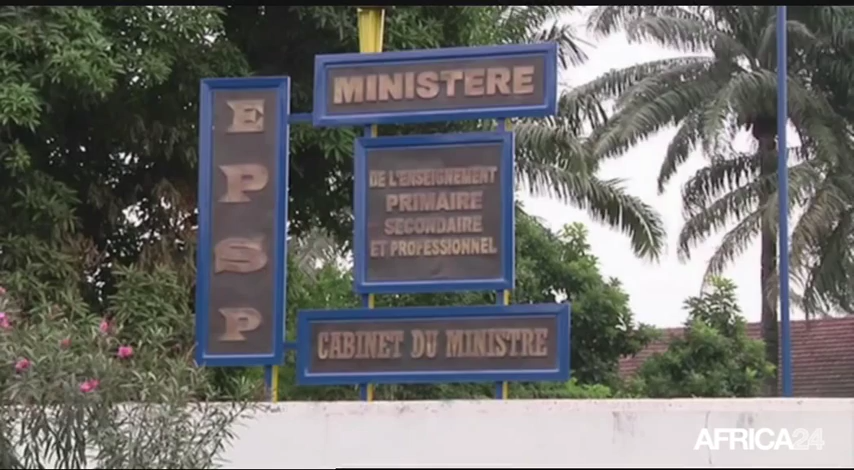 E
P
S
P
MINISTERE
DE L'ENSEIGNEMENT
PRIMAIRE
SECONDAIRE
ET PROFESSIONNEL
CABINET DU MINISTRE
AFRICA24